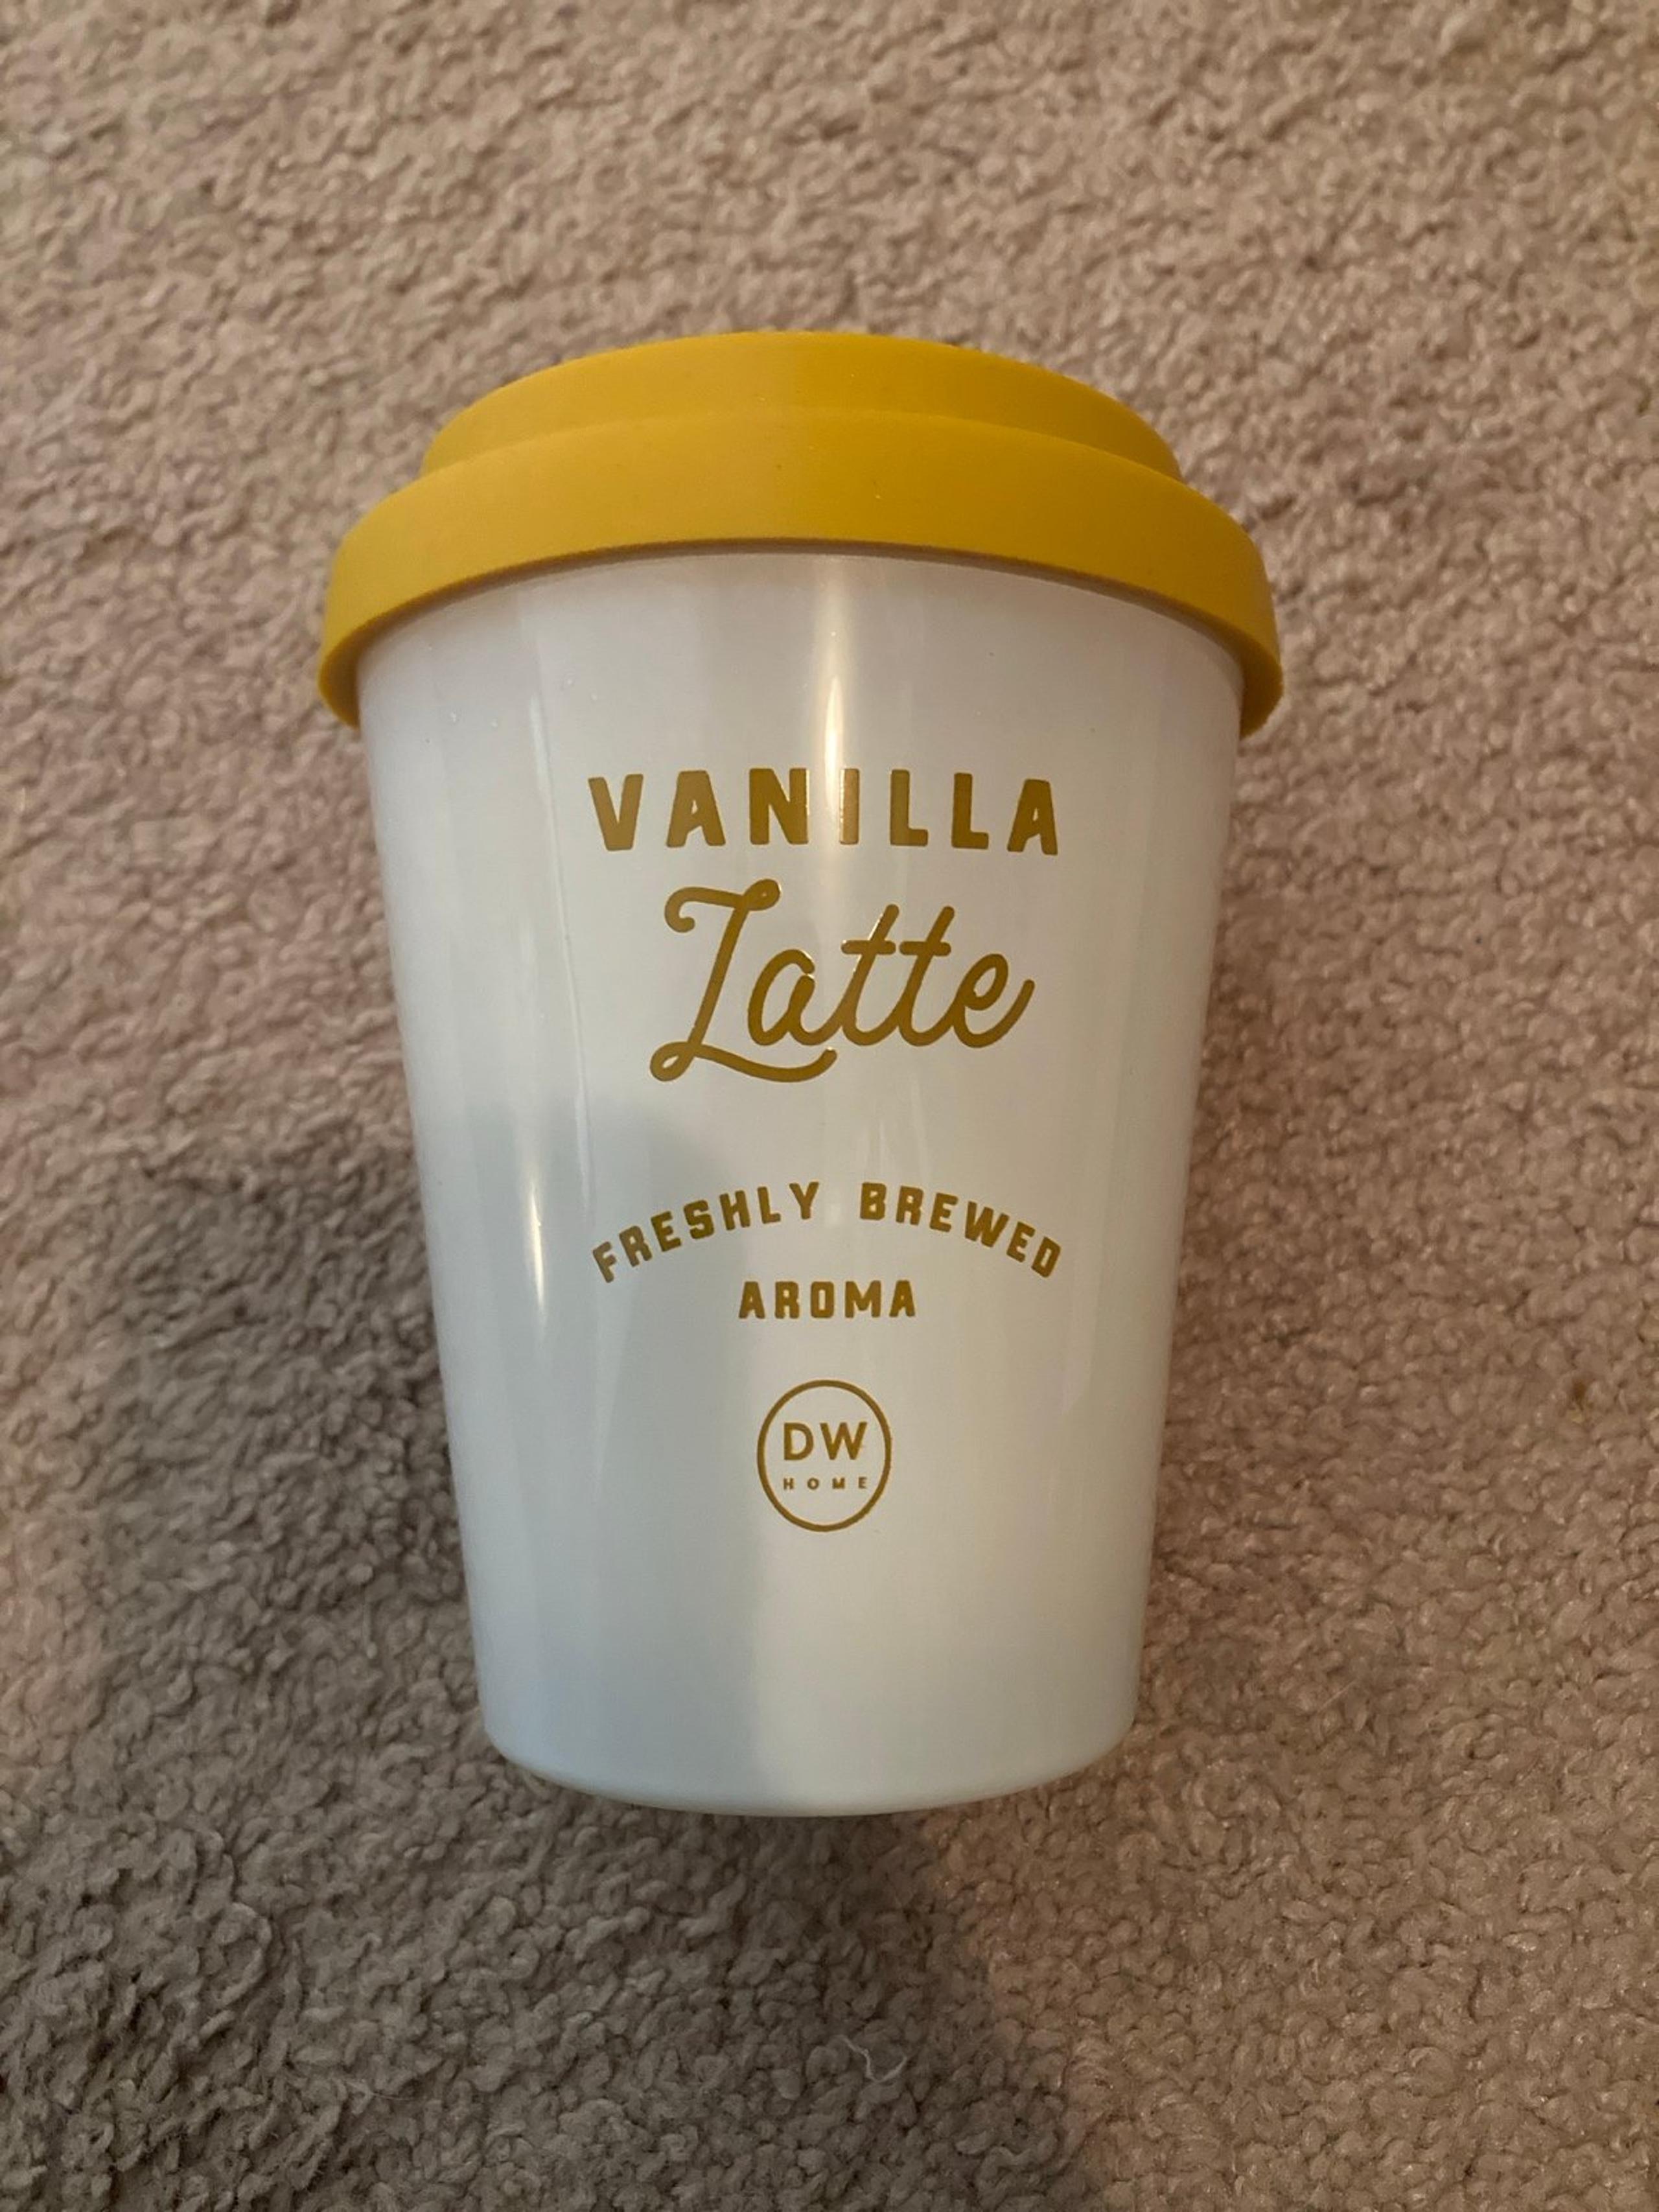 VANILLA
Latte
FRESHLY BREWED
AROMA
DW
HOME